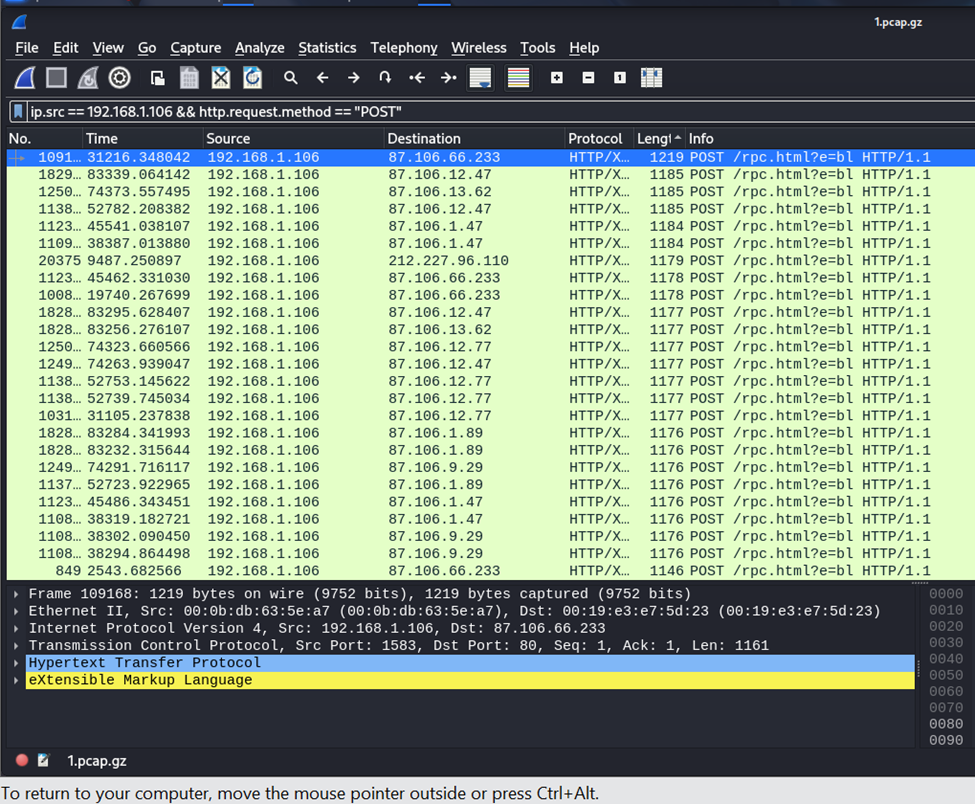 1.pcap.gz
File Edit View Go Capture Analyze Statistics Telephony Wireless Tools Help
ip.src == 192.168.1.106 && http.request.method == "POST"
No. Time Source Destination Protocol Lengt Info
1091… 31216.348042 192.168.1.106 87.106.66.233 HTTP/X… 1219 POST /rpc.html?e=bl HTTP/1.1
1829… 83339.064142 192.168.1.106 87.106.12.47 HTTP/X… 1185 POST /rpc.html?e=bl HTTP/1.1
1250… 74373.557495 192.168.1.106 87.106.13.62 HTTP/X… 1185 POST /rpc.html?e=bl HTTP/1.1
1138… 52782.208382 192.168.1.106 87.106.12.47 HTTP/X… 1185 POST /rpc.html?e=bl HTTP/1.1
1123… 45541.038107 192.168.1.106 87.106.1.47 HTTP/X… 1184 POST /rpc.html?e=bl HTTP/1.1
1109… 38387.013880 192.168.1.106 87.106.1.47 HTTP/X… 1184 POST /rpc.html?e=bl HTTP/1.1
20375 9487.250897 192.168.1.106 212.227.96.110 HTTP/X… 1179 POST /rpc.html?e=bl HTTP/1.1
1123… 45462.331030 192.168.1.106 87.106.66.233 HTTP/X… 1178 POST /rpc.html?e=bl HTTP/1.1
1008… 19740.267699 192.168.1.106 87.106.66.233 HTTP/X… 1178 POST /rpc.html?e=bl HTTP/1.1
1828… 83295.628407 192.168.1.106 87.106.12.47 HTTP/X… 1177 POST /rpc.html?e=bl HTTP/1.1
1828… 83256.276107 192.168.1.106 87.106.13.62 HTTP/X… 1177 POST /rpc.html?e=bl HTTP/1.1
1250… 74323.660566 192.168.1.106 87.106.12.77 HTTP/X… 1177 POST /rpc.html?e=bl HTTP/1.1
1249… 74263.939047 192.168.1.106 87.106.12.47 HTTP/X… 1177 POST /rpc.html?e=bl HTTP/1.1
1138… 52753.145622 192.168.1.106 87.106.12.77 HTTP/X… 1177 POST /rpc.html?e=bl HTTP/1.1
1138… 52739.745034 192.168.1.106 87.106.12.77 HTTP/X… 1177 POST /rpc.html?e=bl HTTP/1.1
1031… 31105.237838 192.168.1.106 87.106.12.77 HTTP/X… 1177 POST /rpc.html?e=bl HTTP/1.1
1828… 83284.341993 192.168.1.106 87.106.1.89 HTTP/X… 1176 POST /rpc.html?e=bl HTTP/1.1
1828… 83232.315644 192.168.1.106 87.106.1.89 HTTP/X… 1176 POST /rpc.html?e=bl HTTP/1.1
1249… 74291.716117 192.168.1.106 87.106.9.29 HTTP/X… 1176 POST /rpc.html?e=bl HTTP/1.1
1137… 52723.922965 192.168.1.106 87.106.1.89 HTTP/X… 1176 POST /rpc.html?e=bl HTTP/1.1
1123… 45486.343451 192.168.1.106 87.106.1.47 HTTP/X… 1176 POST /rpc.html?e=bl HTTP/1.1
1108… 38319.182721 192.168.1.106 87.106.1.47 HTTP/X… 1176 POST /rpc.html?e=bl HTTP/1.1
1108… 38302.090450 192.168.1.106 87.106.9.29 HTTP/X… 1176 POST /rpc.html?e=bl HTTP/1.1
1108… 38294.864498 192.168.1.106 87.106.9.29 HTTP/X… 1176 POST /rpc.html?e=bl HTTP/1.1
849 2543.682566 192.168.1.106 87.106.66.233 HTTP/X… 1146 POST /rpc.html?e=bl HTTP/1.1
Frame 109168: 1219 bytes on wire (9752 bits), 1219 bytes captured (9752 bits) 0000
Ethernet II, Src: 00:0b:db:63:5e:a7 (00:0b:db:63:5e:a7), Dst: 00:19:e3:e7:5d:23 (00:19:e3:e7:5d:23) 0010
Internet Protocol Version 4, Src: 192.168.1.106, Dst: 87.106.66.233 0020
Transmission Control Protocol, Src Port: 1583, Dst Port: 80, Seq: 1, Ack: 1, Len: 1161 0030
Hypertext Transfer Protocol 0040
eXtensible Markup Language 0050
0060
0070
0080
0090
1.pcap.gz
To return to your computer, move the mouse pointer outside or press Ctrl+Alt.